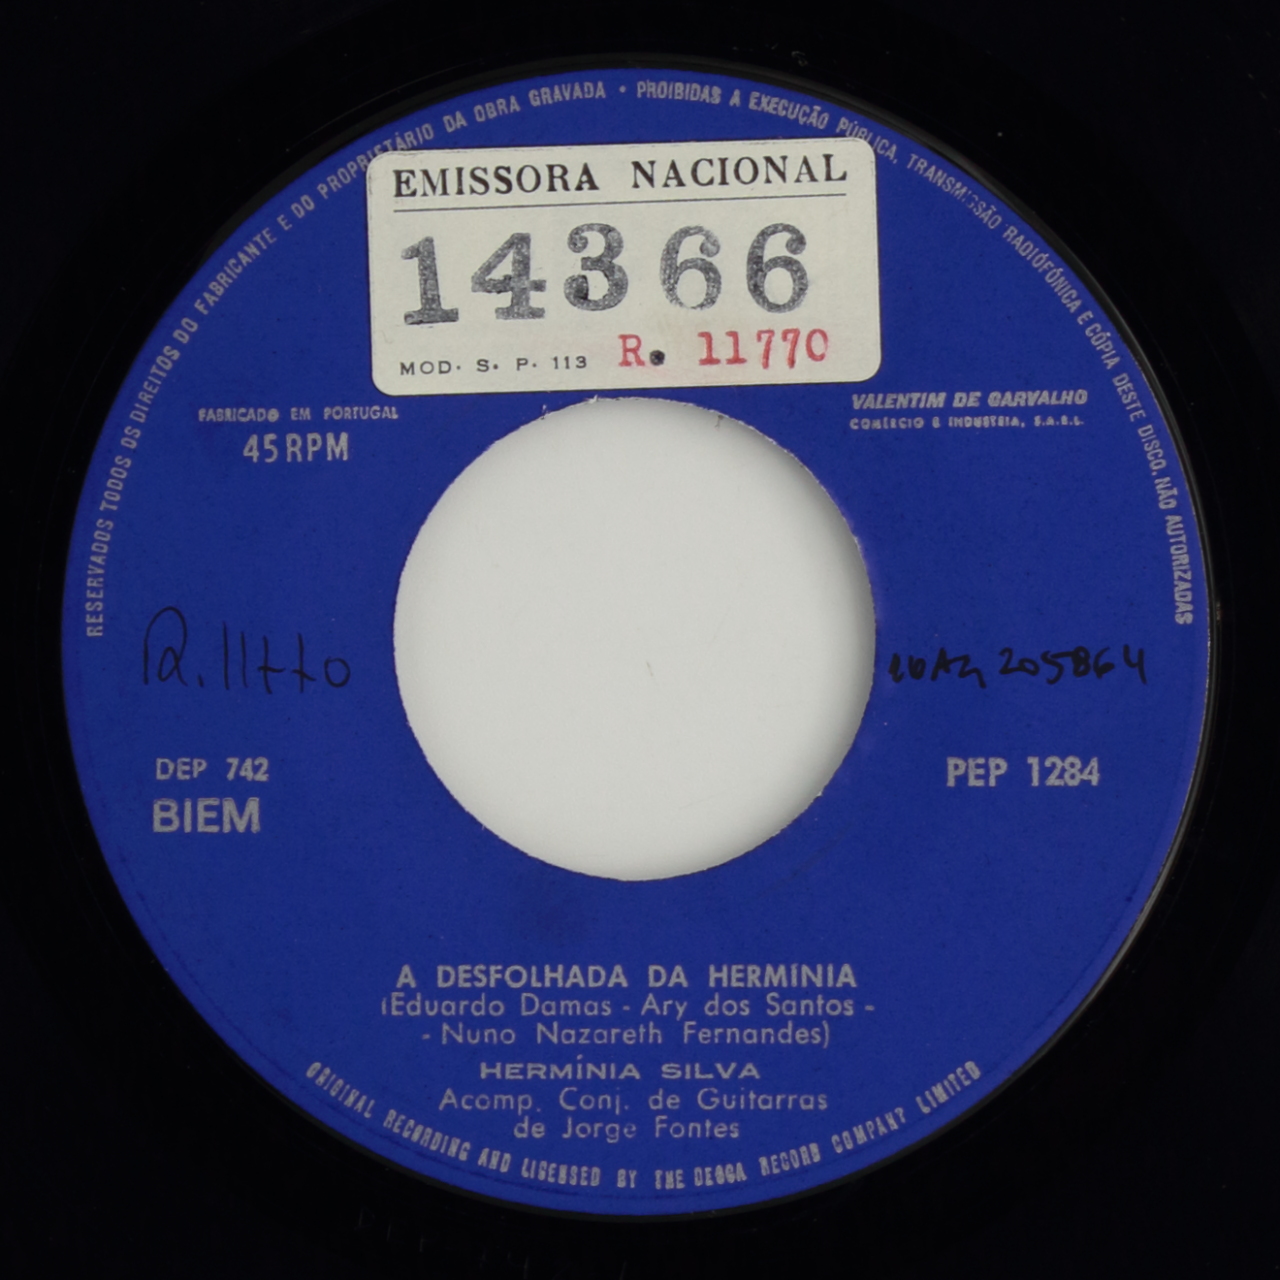 RESERVADOS TODOS OS DIREITOS DO FABRICANTE E DO PROPRIETÁRIO DA OBRA GRAVADA • PROIBIDAS A EXECUÇÃO PÚBLICA, TRANSMISSÃO RADIOFÓNICA E CÓPIA DESTE DISCO, NÃO AUTORIZADAS
EMISSORA NACIONAL
14366
MOD. S. P. 113 R. 11770
FABRICADO EM PORTUGAL
45 RPM
VALENTIM DE CARVALHO
COMÉRCIO E INDÚSTRIA, S.A.R.L.
R. 11770
205864
DEP 742
BIEM
PEP 1284
A DESFOLHADA DA HERMÍNIA
(Eduardo Damas - Ary dos Santos -
- Nuno Nazareth Fernandes)
HERMÍNIA SILVA
Acomp. Conj. de Guitarras
de Jorge Fontes
ORIGINAL RECORDING AND LICENSED BY THE DECCA RECORD COMPANY LIMITED